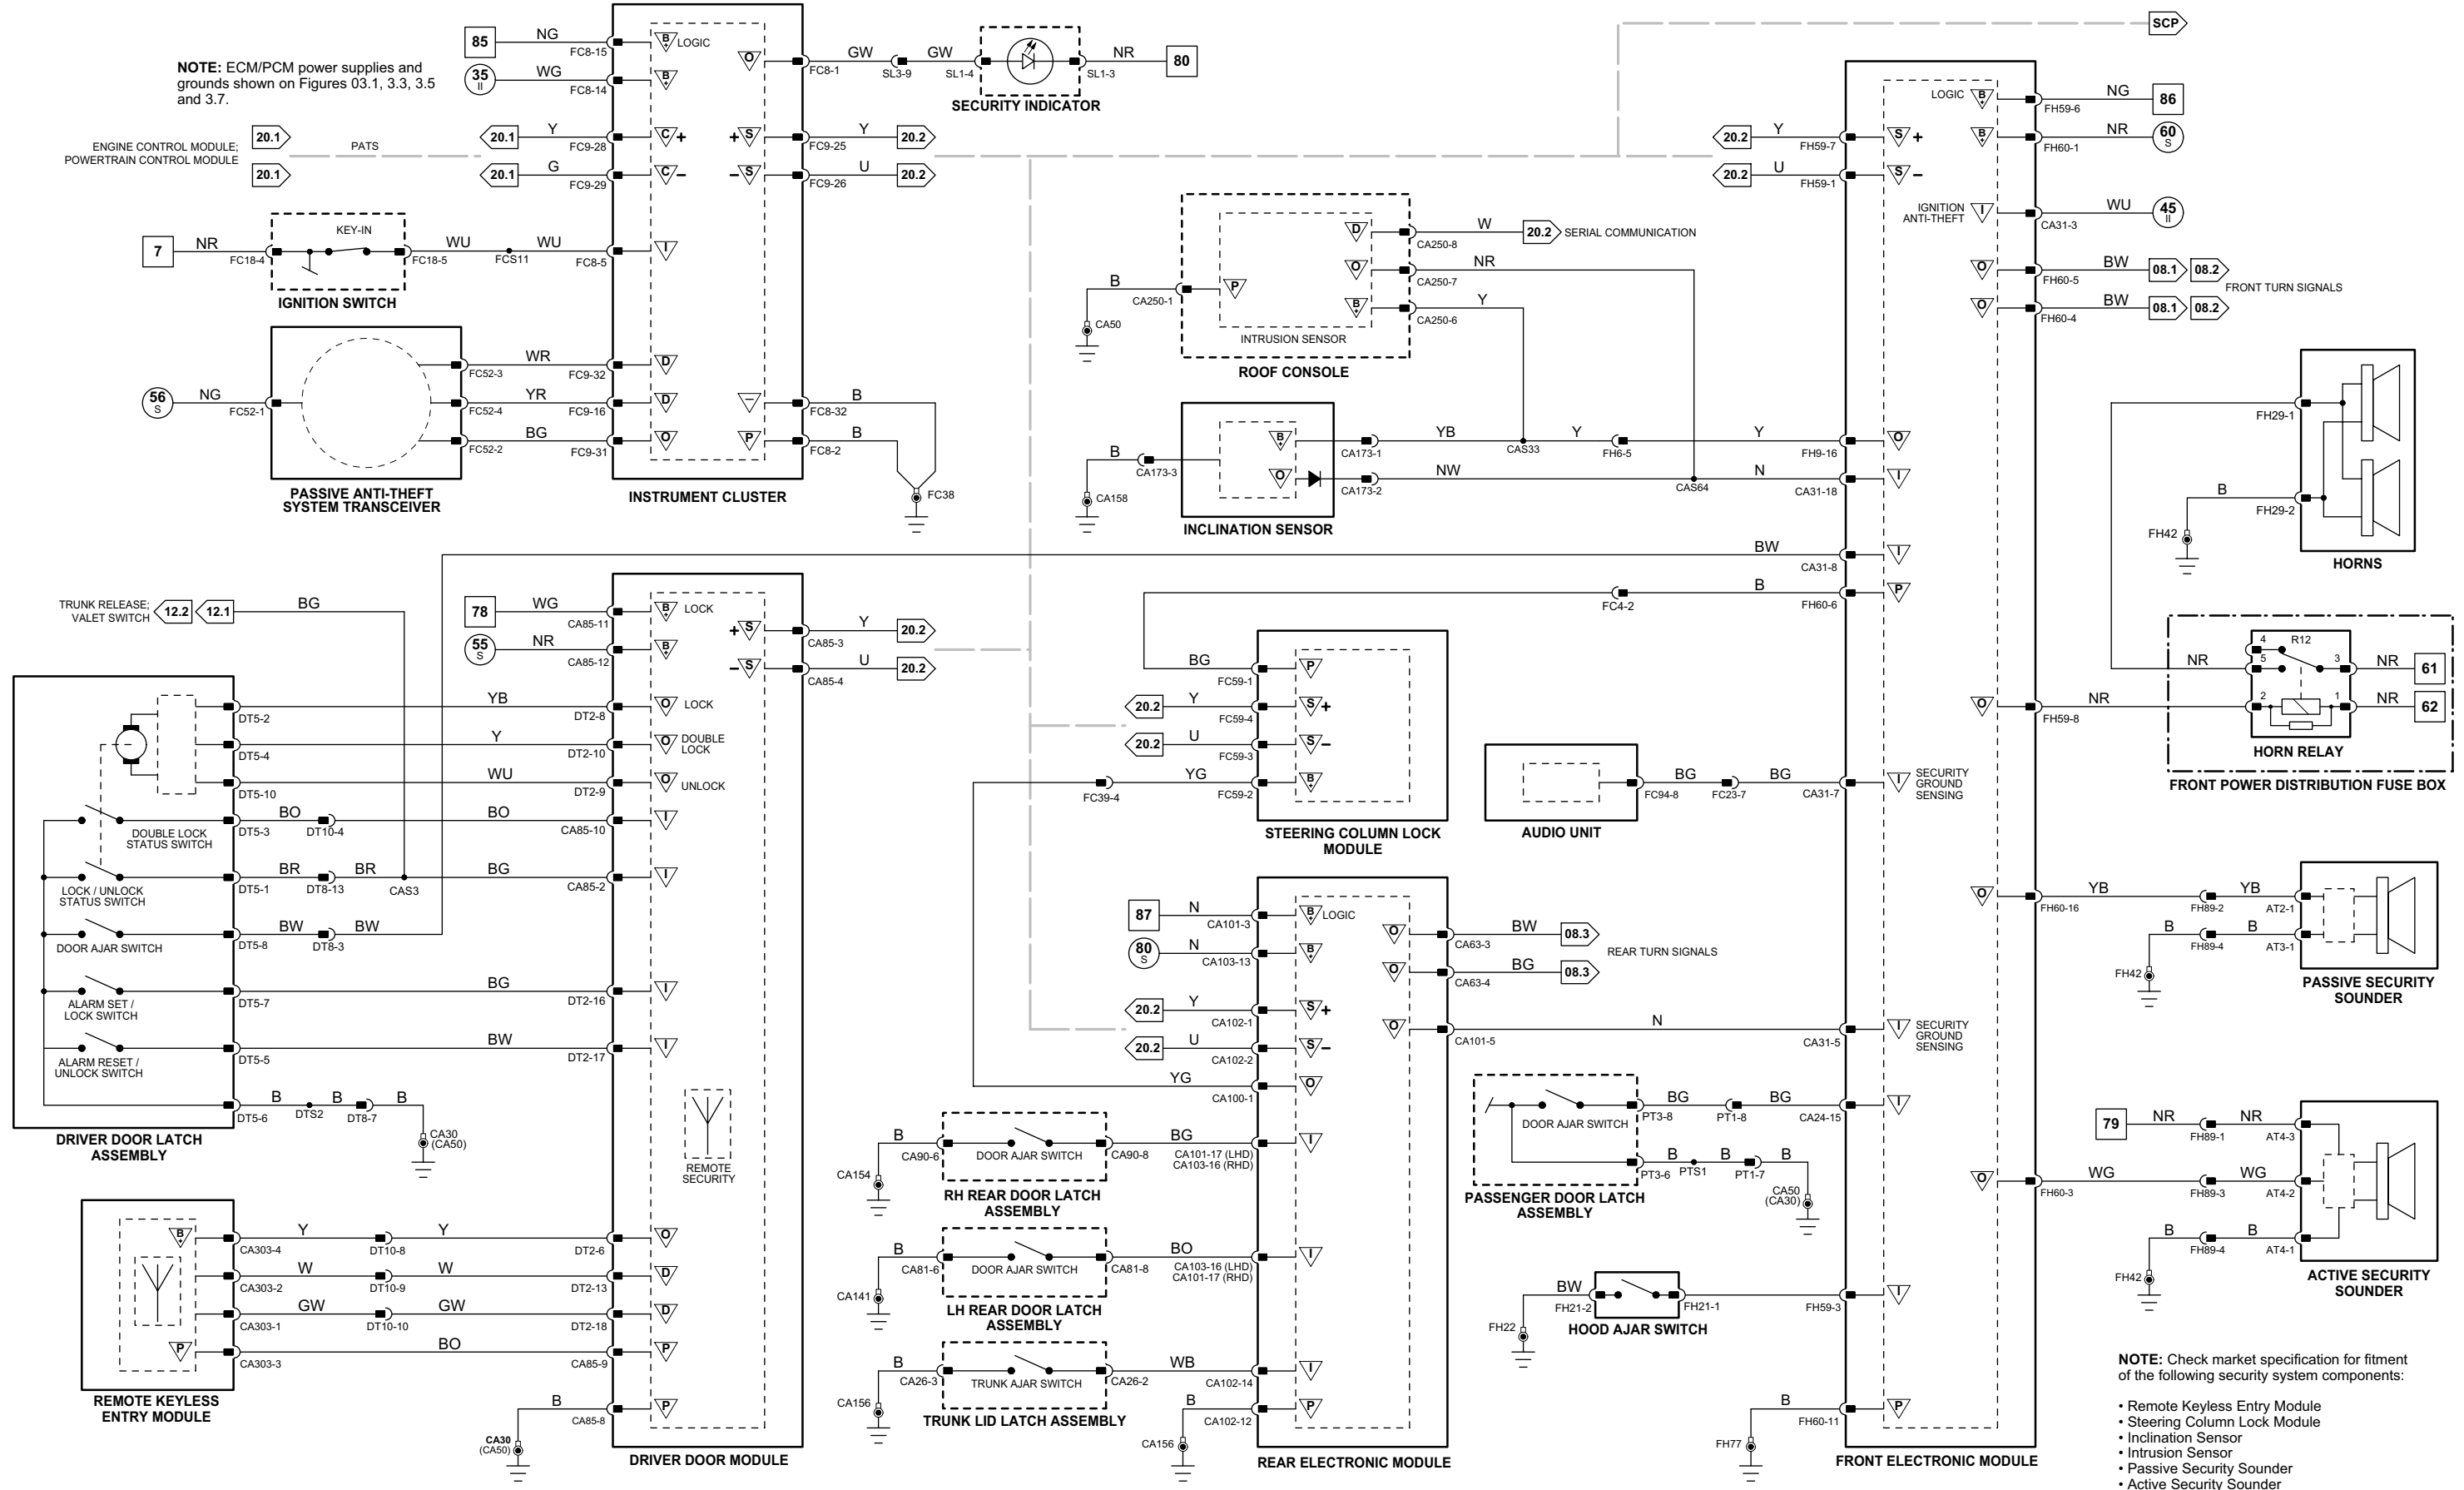 NOTE: ECM/PCM power supplies and
grounds shown on Figures 03.1, 3.3, 3.5
and 3.7.
ENGINE CONTROL MODULE;
POWERTRAIN CONTROL MODULE
20.1
20.1
PATS
20.1 Y FC9-28 C +
20.1 G FC9-29 C –
85 NG FC8-15 B+ LOGIC
35 II WG FC8-14 B+
7 NR FC18-4 KEY-IN FC18-5 WU FCS11 WU FC8-5 I
IGNITION SWITCH
56 S NG FC52-1
FC52-3 WR FC9-32 D
FC52-4 YR FC9-16 D
FC52-2 BG FC9-31 O
PASSIVE ANTI-THEFT
SYSTEM TRANSCEIVER
O FC8-1 GW SL3-9 GW SL1-4 SL1-3 NR 80
SECURITY INDICATOR
+ S FC9-25 Y 20.2
– S FC9-26 U 20.2
– FC8-32 B
P FC8-2 B
FC38
INSTRUMENT CLUSTER
SCP
TRUNK RELEASE;
VALET SWITCH
12.2 12.1 BG
78 WG CA85-11 B+ LOCK
55 S NR CA85-12 B+
+ S CA85-3 Y 20.2
– S CA85-4 U 20.2
DT5-2 YB DT2-8 O LOCK
DT5-4 Y DT2-10 O DOUBLE
LOCK
DT5-10 WU DT2-9 O UNLOCK
DOUBLE LOCK
STATUS SWITCH
DT5-3 BO DT10-4 BO CA85-10 I
LOCK / UNLOCK
STATUS SWITCH
DT5-1 BR DT8-13 BR CAS3 BG CA85-2 I
DOOR AJAR SWITCH
DT5-8 BW DT8-3 BW
ALARM SET /
LOCK SWITCH
DT5-7 BG DT2-16 I
ALARM RESET /
UNLOCK SWITCH
DT5-5 BW DT2-17 I
DT5-6 B DTS2 B DT8-7 B
CA30
(CA50)
DRIVER DOOR LATCH
ASSEMBLY
REMOTE
SECURITY
B+ CA303-4 Y DT10-8 Y DT2-6 O
CA303-2 W DT10-9 W DT2-13 D
CA303-1 GW DT10-10 GW DT2-18 D
P CA303-3 BO CA85-9 P
REMOTE KEYLESS
ENTRY MODULE
B CA85-8 P
CA30
(CA50)
DRIVER DOOR MODULE
D CA250-8 W 20.2 SERIAL COMMUNICATION
O CA250-7 NR
B+ CA250-6 Y
B CA250-1 P
CA50
INTRUSION SENSOR
ROOF CONSOLE
B+ CA173-1 YB CAS33 Y FH6-5 Y FH9-16 O
O CA173-2 NW CAS64 N CA31-18 I
B CA173-3
CA158
INCLINATION SENSOR
BW CA31-8 I
FC4-2 B FH60-6 P
BG FC59-1 P
20.2 Y FC59-4 S +
20.2 U FC59-3 S –
FC39-4 YG FC59-2 B+
STEERING COLUMN LOCK
MODULE
AUDIO UNIT
FC94-8 BG FC23-7 BG CA31-7 I SECURITY
GROUND
SENSING
87 N CA101-3 B+ LOGIC
80 S N CA103-13 B+
O CA63-3 BW 08.3
O CA63-4 BG 08.3
REAR TURN SIGNALS
20.2 Y CA102-1 S +
20.2 U CA102-2 S –
O CA101-5 N CA31-5 I SECURITY
GROUND
SENSING
YG CA100-1 O
B CA90-6 DOOR AJAR SWITCH CA90-8 BG
CA101-17 (LHD)
CA103-16 (RHD)
I
CA154
RH REAR DOOR LATCH
ASSEMBLY
B CA81-6 DOOR AJAR SWITCH CA81-8 BO
CA103-16 (LHD)
CA101-17 (RHD)
I
CA141
LH REAR DOOR LATCH
ASSEMBLY
B CA26-3 TRUNK AJAR SWITCH CA26-2 WB CA102-14 I
CA156
TRUNK LID LATCH ASSEMBLY
B CA102-12 P
CA156
REAR ELECTRONIC MODULE
DOOR AJAR SWITCH
PT3-8 BG PT1-8 BG CA24-15 I
PT3-6 B PTS1 B PT1-7 B
CA50
(CA30)
PASSENGER DOOR LATCH
ASSEMBLY
BW FH21-2 FH21-1 FH59-3 I
FH22
HOOD AJAR SWITCH
B FH60-11 P
FH77
FRONT ELECTRONIC MODULE
20.2 Y FH59-7 S +
20.2 U FH59-1 S –
LOGIC B+ FH59-6 NG 86
B+ FH60-1 NR 60 S
IGNITION
ANTI-THEFT
I CA31-3 WU 45 II
O FH60-5 BW 08.1 08.2
O FH60-4 BW 08.1 08.2
FRONT TURN SIGNALS
FH29-1
B FH29-2
FH42
HORNS
4 R12
NR 5 3 NR 61
O FH59-8 NR 2 1 NR 62
HORN RELAY
FRONT POWER DISTRIBUTION FUSE BOX
O FH60-16 YB FH89-2 YB AT2-1
B FH89-4 B AT3-1
FH42
PASSIVE SECURITY
SOUNDER
79 NR FH89-1 NR AT4-3
O FH60-3 WG FH89-3 WG AT4-2
B FH89-4 B AT4-1
FH42
ACTIVE SECURITY
SOUNDER
NOTE: Check market specification for fitment
of the following security system components:
• Remote Keyless Entry Module
• Steering Column Lock Module
• Inclination Sensor
• Intrusion Sensor
• Passive Security Sounder
• Active Security Sounder